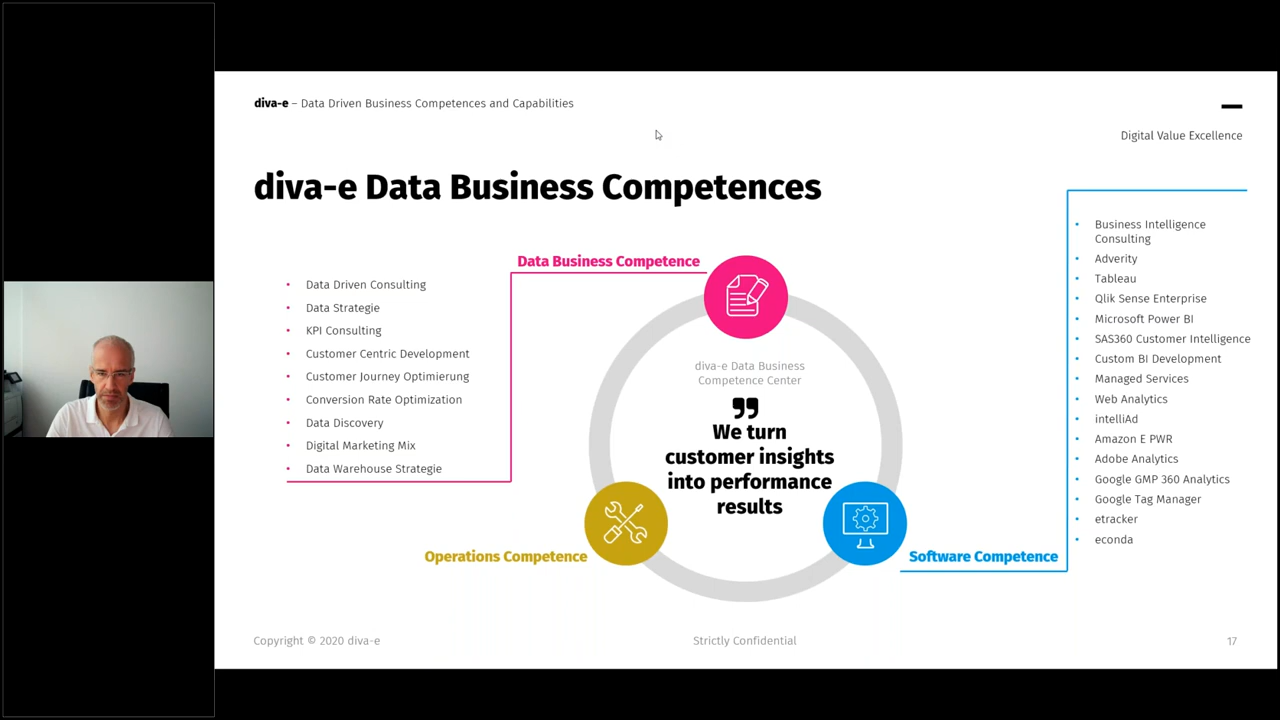 diva-e – Data Driven Business Competences and Capabilities
Digital Value Excellence
diva-e Data Business Competences
Data Business Competence
• Data Driven Consulting
• Data Strategie
• KPI Consulting
• Customer Centric Development
• Customer Journey Optimierung
• Conversion Rate Optimization
• Data Discovery
• Digital Marketing Mix
• Data Warehouse Strategie
diva-e Data Business
Competence Center
”
We turn
customer insights
into performance
results
Operations Competence
Software Competence
• Business Intelligence
Consulting
• Adverity
• Tableau
• Qlik Sense Enterprise
• Microsoft Power BI
• SAS360 Customer Intelligence
• Custom BI Development
• Managed Services
• Web Analytics
• intelliAd
• Amazon E PWR
• Adobe Analytics
• Google GMP 360 Analytics
• Google Tag Manager
• etracker
• econda
Copyright © 2020 diva-e
Strictly Confidential
17